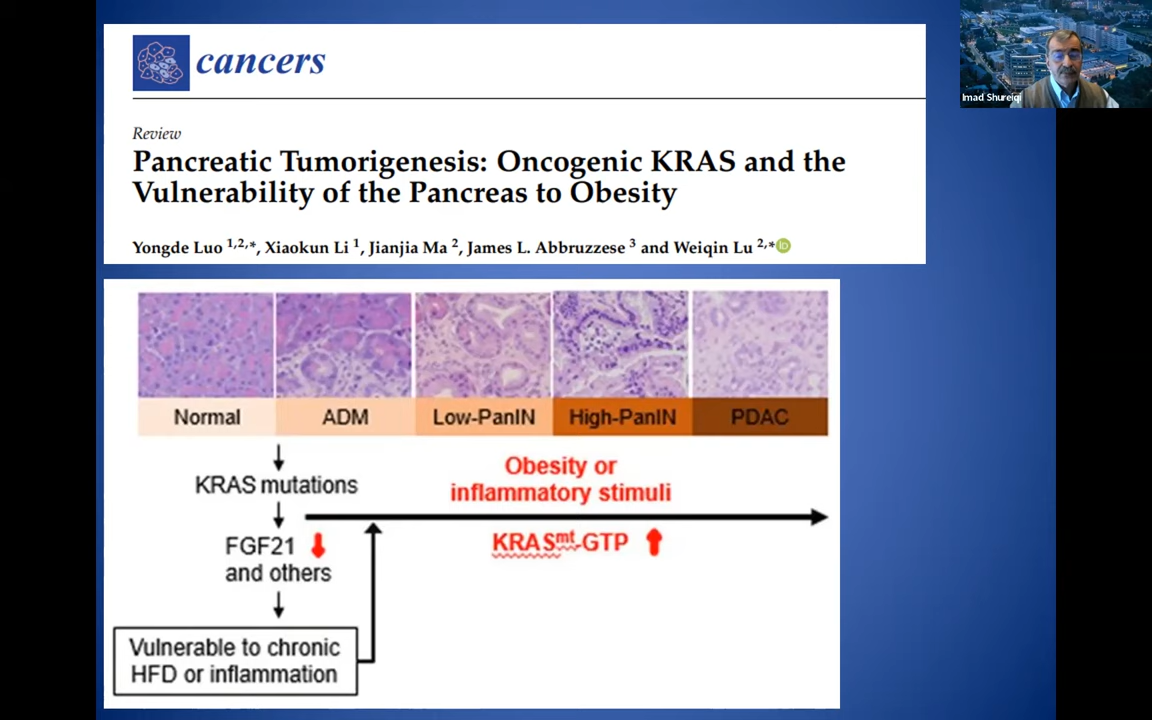 cancers
Imad Shureiqi
Review
Pancreatic Tumorigenesis: Oncogenic KRAS and the
Vulnerability of the Pancreas to Obesity
Yongde Luo 1,2,*, Xiaokun Li 1, Jianjia Ma 2, James L. Abbruzzese 3 and Weiqin Lu 2,* iD
Normal ADM Low-PanIN High-PanIN PDAC
KRAS mutations
Obesity or
inflammatory stimuli
FGF21
and others
KRASmt-GTP
Vulnerable to chronic
HFD or inflammation